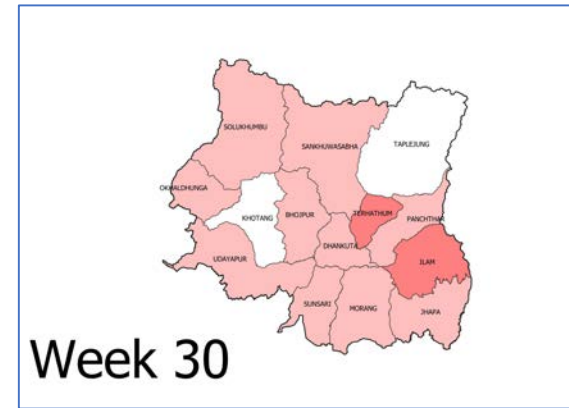 SOLUKHUMBU
TAPLEJUNG
SANKHUWASABHA
OKHALDHUNGA
KHOTANG
BHOJPUR
TERHATHUM
PANCHTHAR
DHANKUTA
UDAYAPUR
ILAM
SUNSARI
MORANG
JHAPA
Week 30